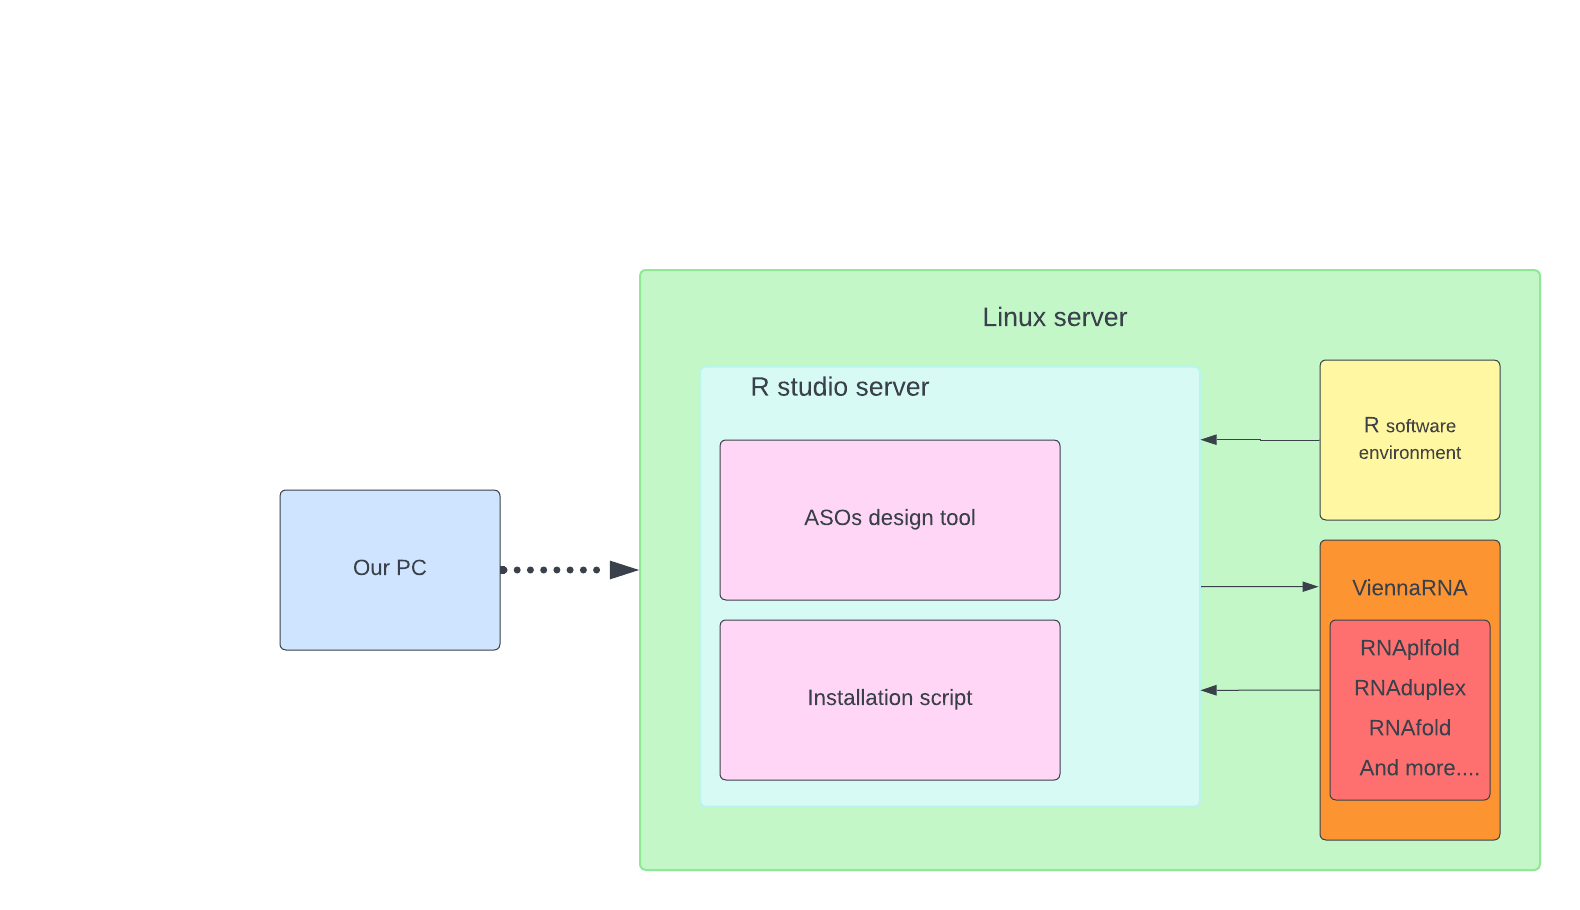 Linux server
R studio server
R software
environment
ASOs design tool
Our PC
ViennaRNA
RNAplfold
RNAduplex
Installation script
RNAfold
And more....